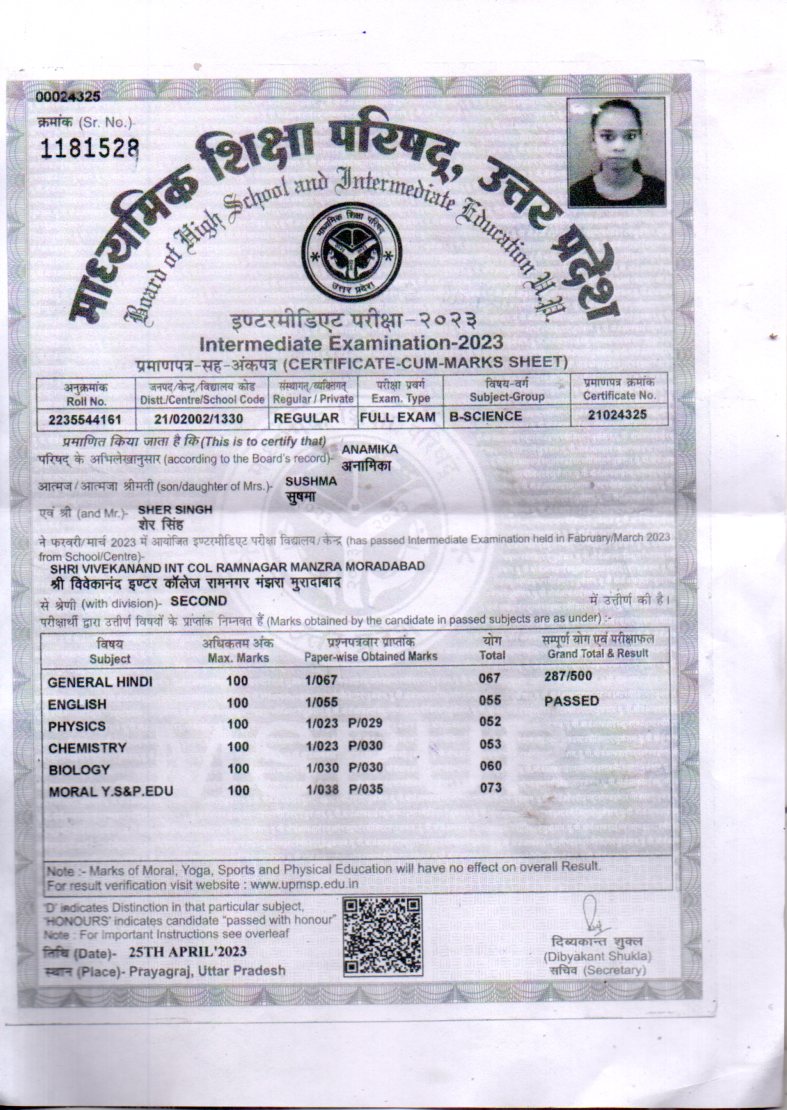 00024325
क्रमांक (Sr. No.)
1181528
माध्यमिक शिक्षा परिषद्, उत्तर प्रदेश
Board of High School and Intermediate Education U.P.
माध्यमिक शिक्षा परिषद्
उत्तर प्रदेश
इण्टरमीडिएट परीक्षा-२०२३
Intermediate Examination-2023
प्रमाणपत्र-सह-अंकपत्र (CERTIFICATE-CUM-MARKS SHEET)
अनुक्रमांक जनपद/केन्द्र/विद्यालय कोड संस्थागत/व्यक्तिगत परीक्षा प्रवर्ग विषय-वर्ग प्रमाणपत्र क्रमांक
Roll No. Distt./Centre/School Code Regular / Private Exam. Type Subject-Group Certificate No.
2235544161 21/02002/1330 REGULAR FULL EXAM B-SCIENCE 21024325
प्रमाणित किया जाता है कि (This is to certify that)
परिषद् के अभिलेखानुसार (according to the Board's record)- ANAMIKA
अनामिका
आत्मज/आत्मजा श्रीमती (son/daughter of Mrs.)- SUSHMA
सुषमा
एवं श्री (and Mr.)- SHER SINGH
शेर सिंह
ने फरवरी/मार्च 2023 में आयोजित इण्टरमीडिएट परीक्षा विद्यालय/केन्द्र (has passed Intermediate Examination held in Fabruary/March 2023
from School/Centre)-
SHRI VIVEKANAND INT COL RAMNAGAR MANZRA MORADABAD
श्री विवेकानंद इण्टर कॉलेज रामनगर मंझरा मुरादाबाद
से श्रेणी (with division)- SECOND में उत्तीर्ण की है।
परीक्षार्थी द्वारा उत्तीर्ण विषयों के प्राप्तांक निम्नवत हैं (Marks obtained by the candidate in passed subjects are as under) :-
विषय अधिकतम अंक प्रश्नपत्रवार प्राप्तांक योग सम्पूर्ण योग एवं परीक्षाफल
Subject Max. Marks Paper-wise Obtained Marks Total Grand Total & Result
GENERAL HINDI 100 1/067 067 287/500
ENGLISH 100 1/055 055 PASSED
PHYSICS 100 1/023 P/029 052
CHEMISTRY 100 1/023 P/030 053
BIOLOGY 100 1/030 P/030 060
MORAL Y.S&P.EDU 100 1/038 P/035 073
Note :- Marks of Moral, Yoga, Sports and Physical Education will have no effect on overall Result.
For result verification visit website : www.upmsp.edu.in
'D' indicates Distinction in that particular subject,
'HONOURS' indicates candidate "passed with honour"
Note : For Important Instructions see overleaf
तिथि (Date)- 25TH APRIL'2023
स्थान (Place)- Prayagraj, Uttar Pradesh
दिब्यकान्त शुक्ल
(Dibyakant Shukla)
सचिव (Secretary)